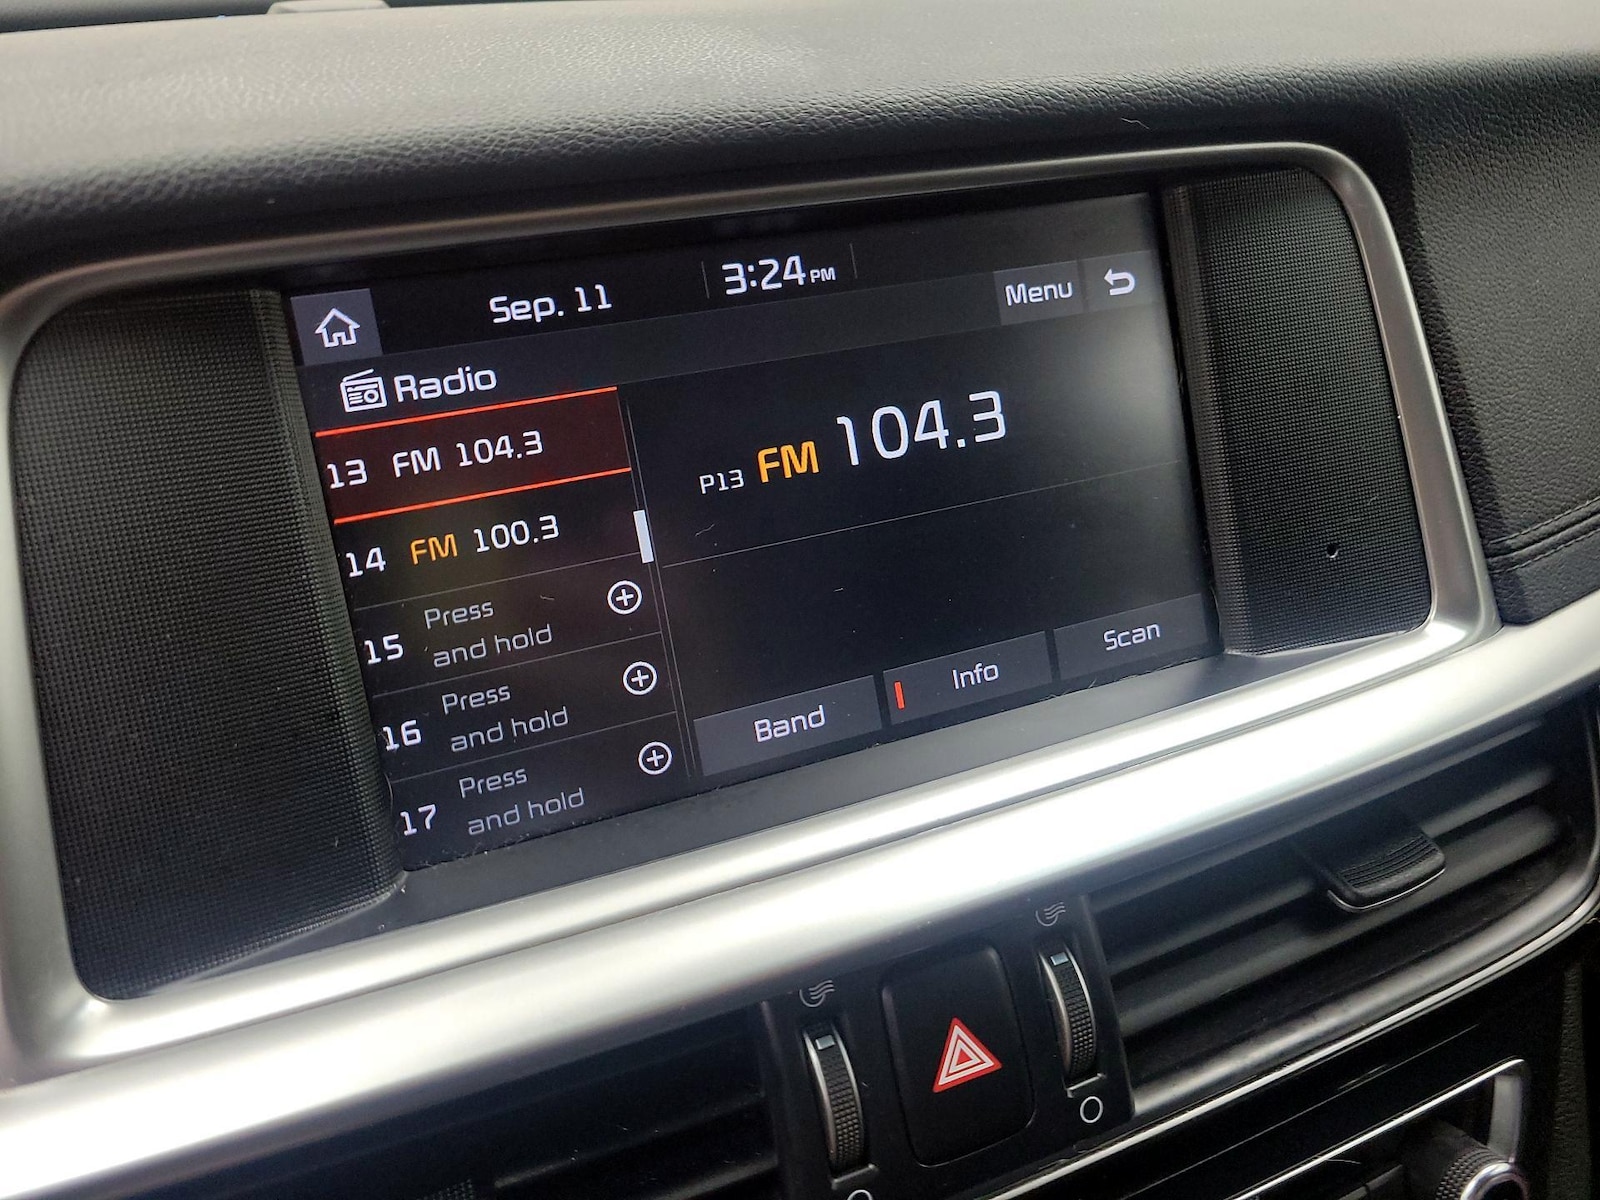 Sep. 11
3:24 PM
Radio
Menu
13 FM 104.3
14 FM 100.3
15 Press
and hold
16 Press
and hold
17 Press
and hold
P13 FM 104.3
Band
Info
Scan